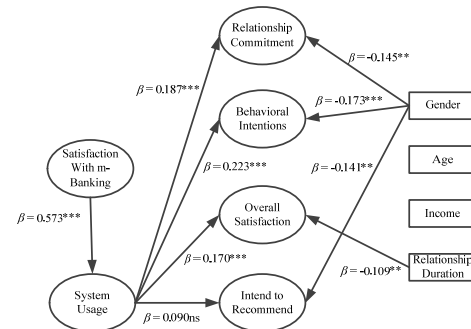 Relationship
Commitment
β = -0.145**
β = 0.187***
Behavioral
Intentions
β = -0.173***
Gender
Satisfaction
With m-
Banking
β = 0.223***
β = -0.141**
Age
β = 0.573***
Overall
Satisfaction
Income
β = 0.170***
Relationship
Duration
β = -0.109**
System
Usage
Intend to
Recommend
β = 0.090ns